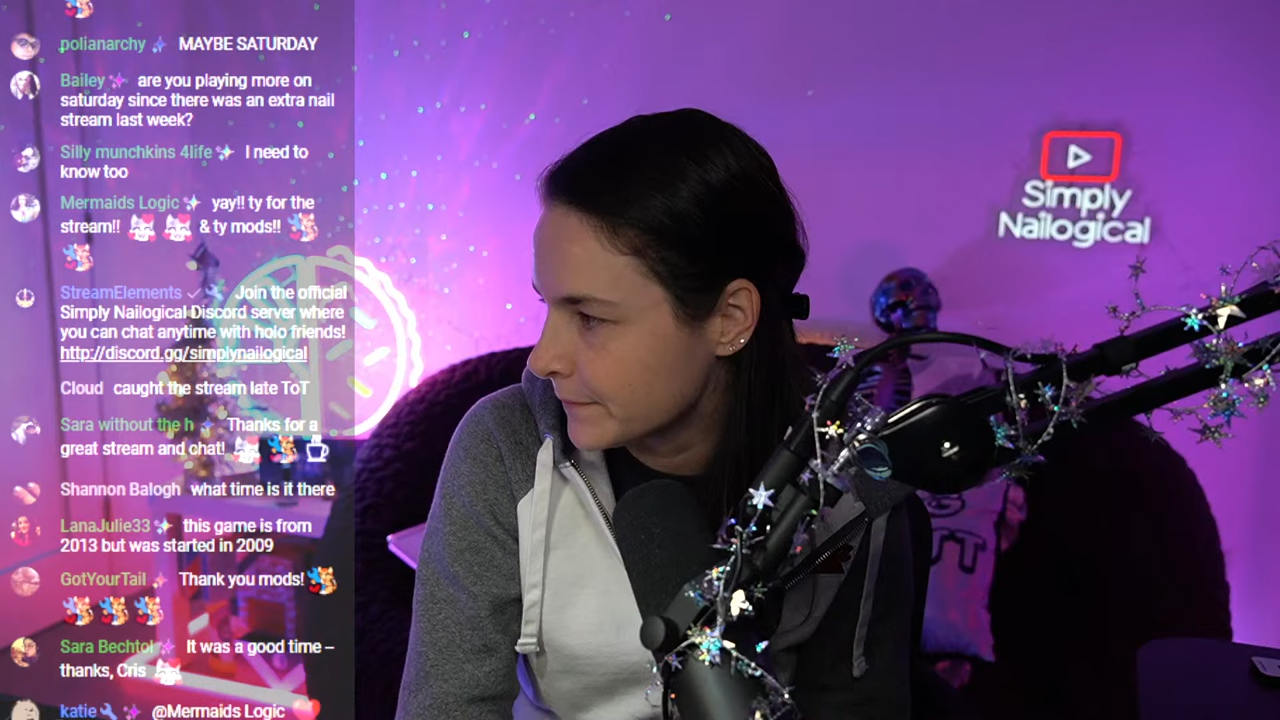 polianarchy MAYBE SATURDAY
Bailey are you playing more on
saturday since there was an extra nail
stream last week?
Silly munchkins 4life I need to
know too
Mermaids Logic yay!! ty for the
stream!! & ty mods!!
StreamElements Join the official
Simply Nailogical Discord server where
you can chat anytime with holo friends!
http://discord.gg/simplynailogical
Cloud caught the stream late ToT
Sara without the h Thanks for a
great stream and chat!
Shannon Balogh what time is it there
LanaJulie33 this game is from
2013 but was started in 2009
GotYourTail Thank you mods!
Sara Bechtol It was a good time –
thanks, Cris
katie @Mermaids Logic
Simply
Nailogical